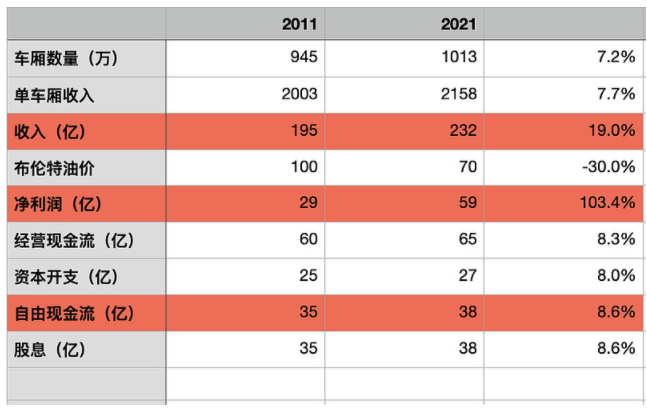 2011 2021
车厢数量（万） 945 1013 7.2%
单车厢收入 2003 2158 7.7%
收入（亿） 195 232 19.0%
布伦特油价 100 70 -30.0%
净利润（亿） 29 59 103.4%
经营现金流（亿） 60 65 8.3%
资本开支（亿） 25 27 8.0%
自由现金流（亿） 35 38 8.6%
股息（亿） 35 38 8.6%